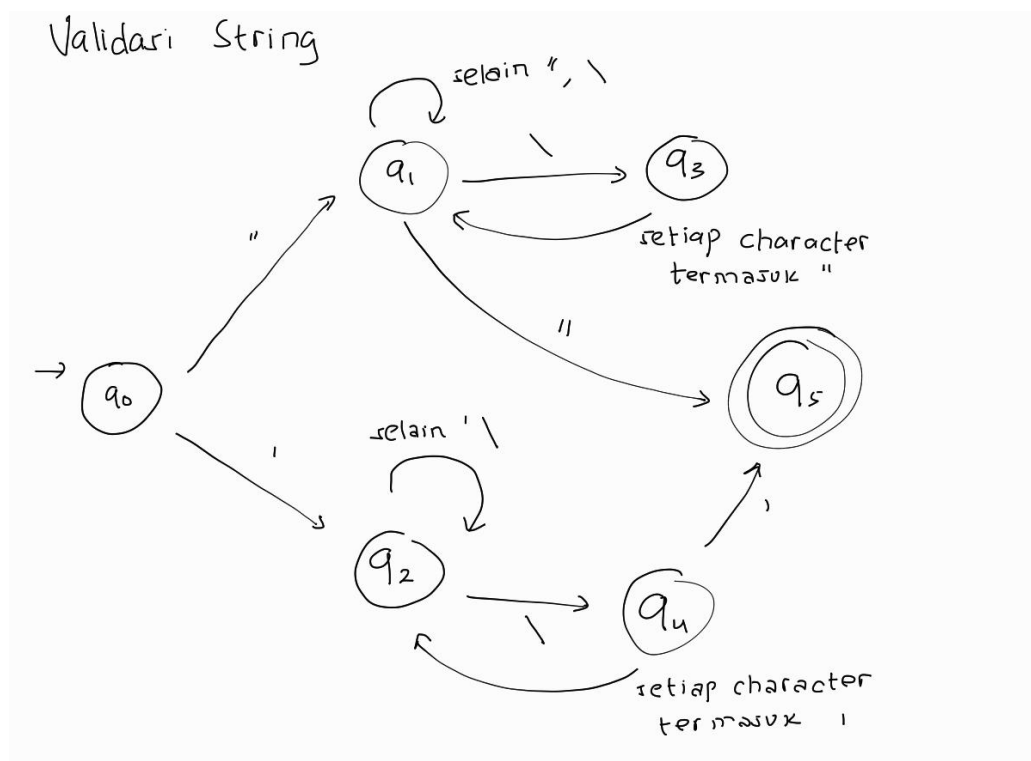 Validasi String
selain ", \
\
q1
q3
"
setiap character
termasuk "
"
q0
q5
selain ' \
'
'
q2
\
q4
setiap character
termasuk '